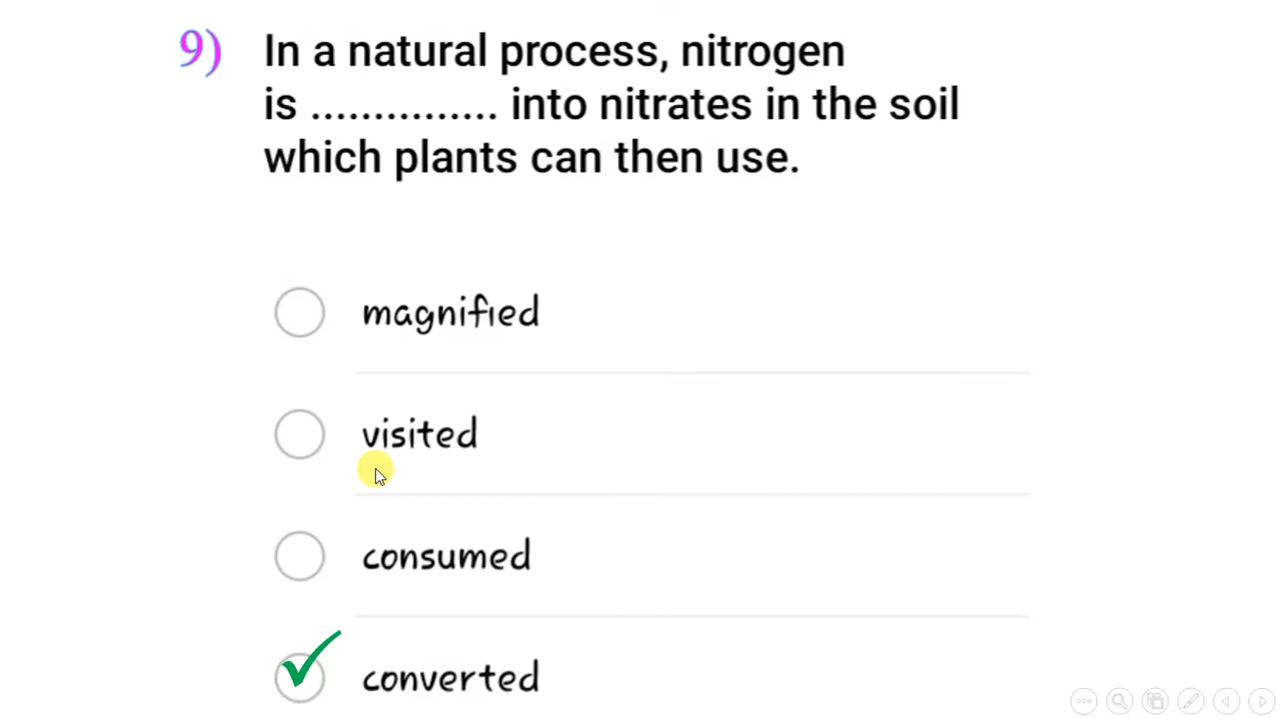 9) In a natural process, nitrogen
is ............... into nitrates in the soil
which plants can then use.
magnified
visited
consumed
converted